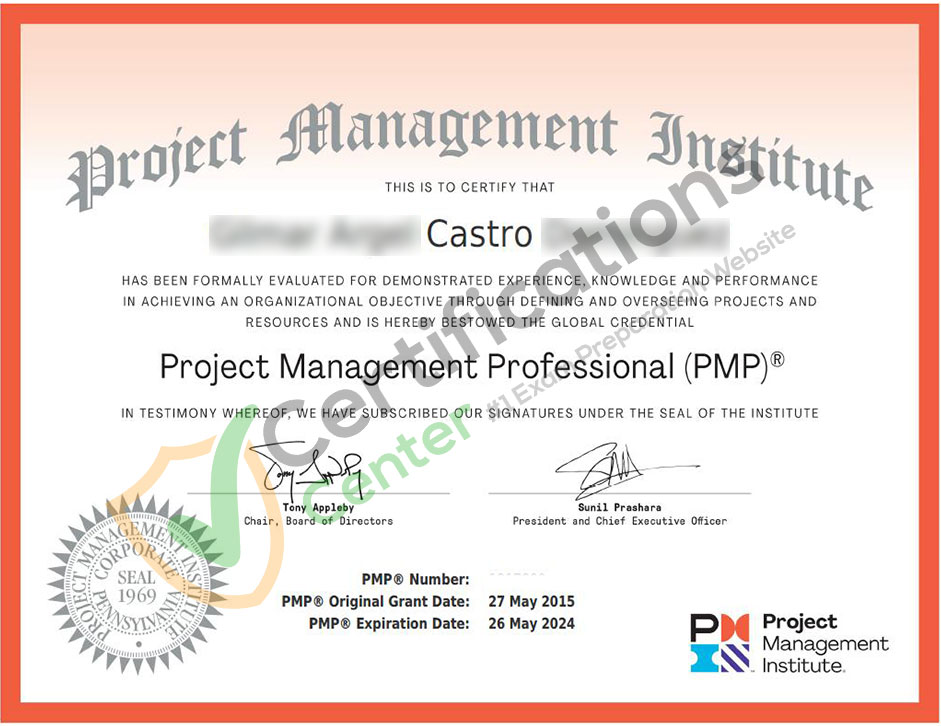 Project Management Institute
THIS IS TO CERTIFY THAT
Castro
HAS BEEN FORMALLY EVALUATED FOR DEMONSTRATED EXPERIENCE, KNOWLEDGE AND PERFORMANCE
IN ACHIEVING AN ORGANIZATIONAL OBJECTIVE THROUGH DEFINING AND OVERSEEING PROJECTS AND
RESOURCES AND IS HEREBY BESTOWED THE GLOBAL CREDENTIAL
Project Management Professional (PMP)®
IN TESTIMONY WHEREOF, WE HAVE SUBSCRIBED OUR SIGNATURES UNDER THE SEAL OF THE INSTITUTE
Certifications
Center
#1 Exam Preperation Website
Tony Appleby
Chair, Board of Directors
Sunil Prashara
President and Chief Executive Officer
PROJECT MANAGEMENT INSTITUTE
CORPORATE
SEAL
1969
PENNSYLVANIA
PMP® Number:
PMP® Original Grant Date: 27 May 2015
PMP® Expiration Date: 26 May 2024
PM
Project
Management
Institute.